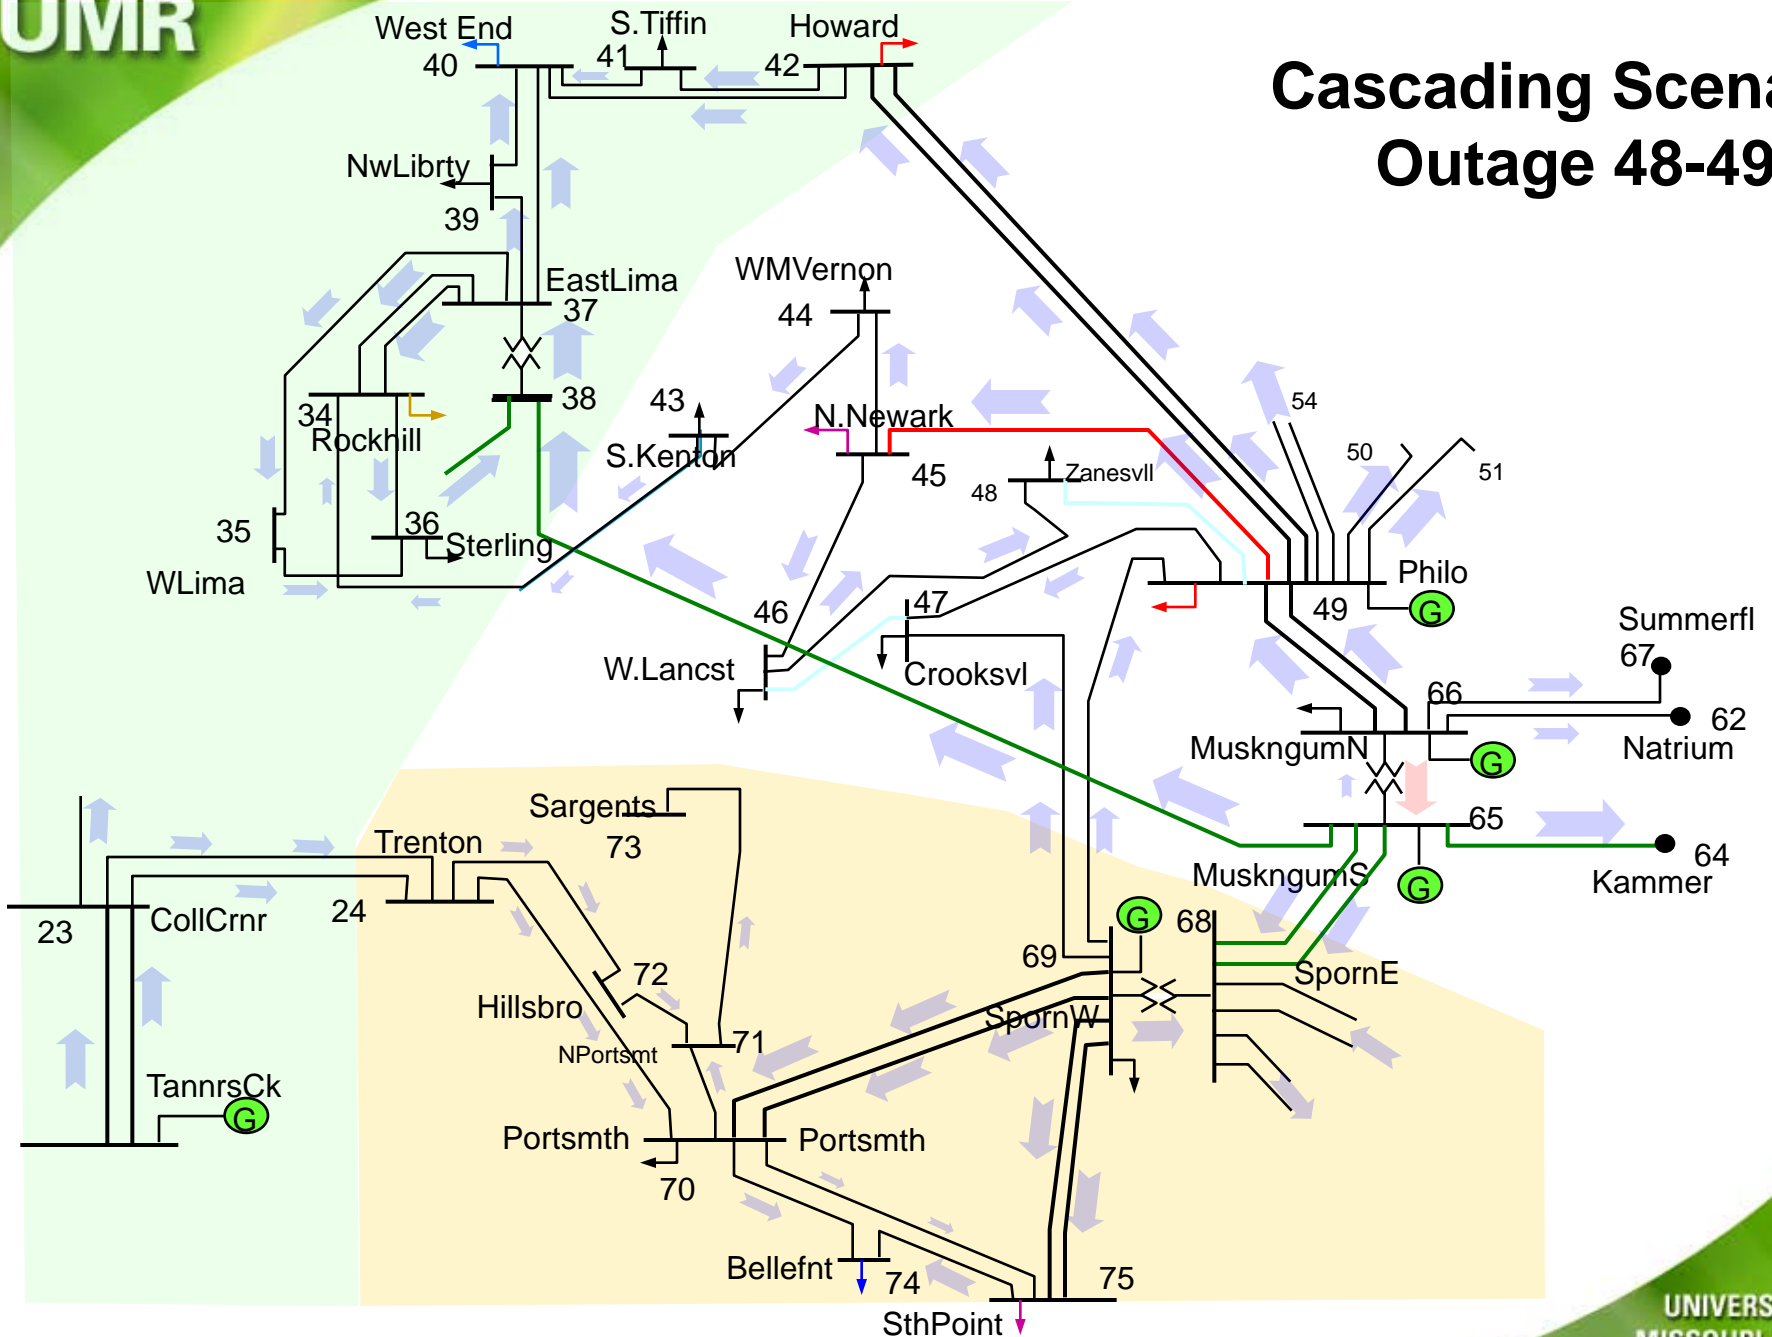 UMR
Cascading Scena
Outage 48-49
West End
40
S.Tiffin
41
Howard
42
NwLibrty
39
EastLima
37
38
34
Rockhill
35
WLima
36
Sterling
WMVernon
44
43
S.Kenton
N.Newark
45
48
Zanesvll
54
50
51
Philo
49
G
46
W.Lancst
47
Crooksvl
Summerfl
67
66
62
Natrium
MuskngumN
G
65
MuskngumS
G
64
Kammer
Sargents
73
Trenton
24
23
CollCrnr
TannrsCk
G
72
Hillsbro
NPortsmt
71
G
69
68
SpornE
SpornW
Portsmth
Portsmth
70
Bellefnt
74
75
SthPoint
UNIVERS